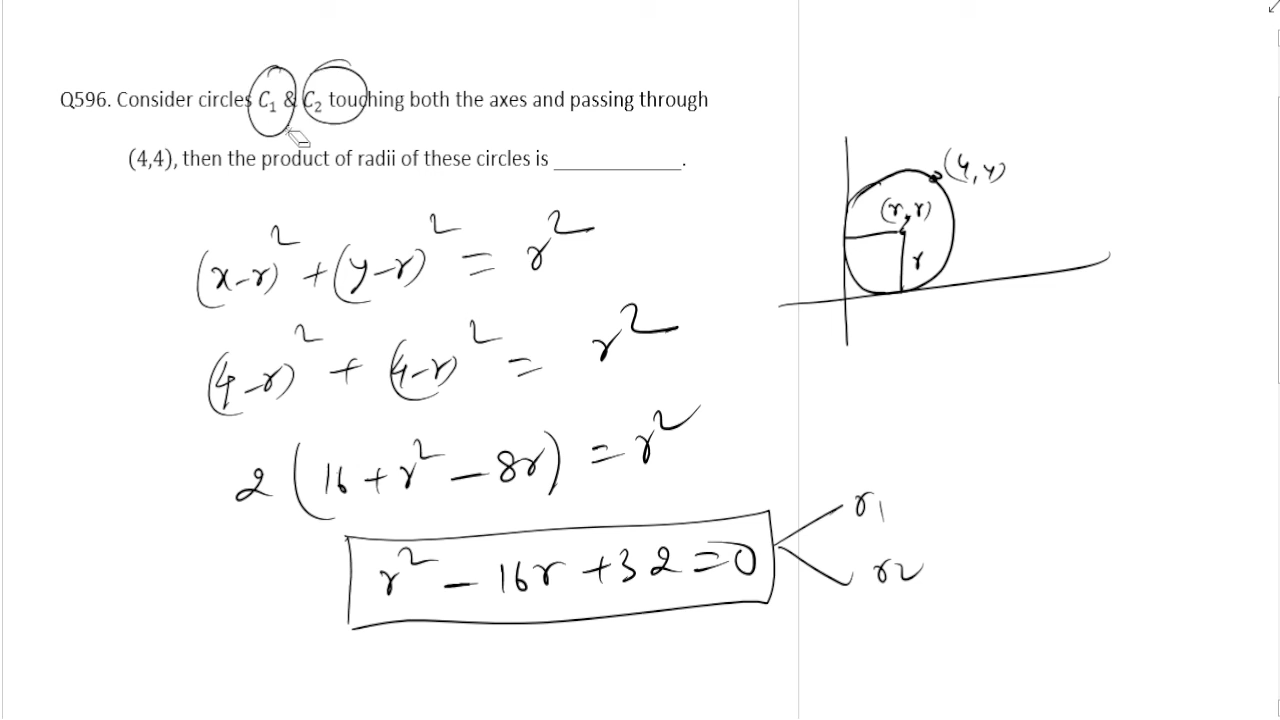 Q596. Consider circles C₁ & C₂ touching both the axes and passing through
(4,4), then the product of radii of these circles is ____________.
(4,4)
(r,r)
r
(x-r)² + (y-r)² = r²
(4-r)² + (4-r)² = r²
2 (16 + r² - 8r) = r²
r² - 16r + 32 = 0
r1
r2